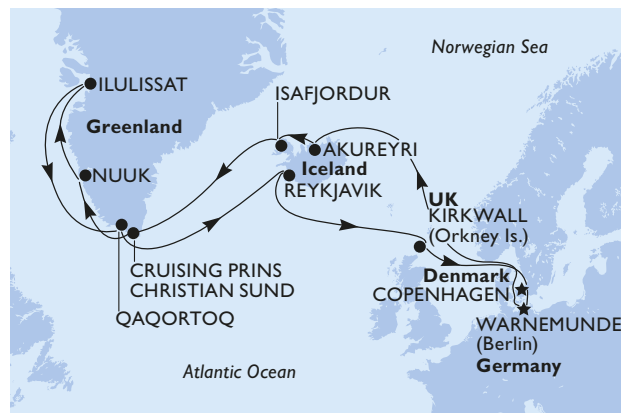 Norwegian Sea
ISAFJORDUR
ILULISSAT
Greenland
AKUREYRI
Iceland
NUUK
REYKJAVIK
UK
KIRKWALL
(Orkney Is.)
CRUISING PRINS
CHRISTIAN SUND
QAQORTOQ
Denmark
COPENHAGEN
WARNEMUNDE
(Berlin)
Germany
Atlantic Ocean